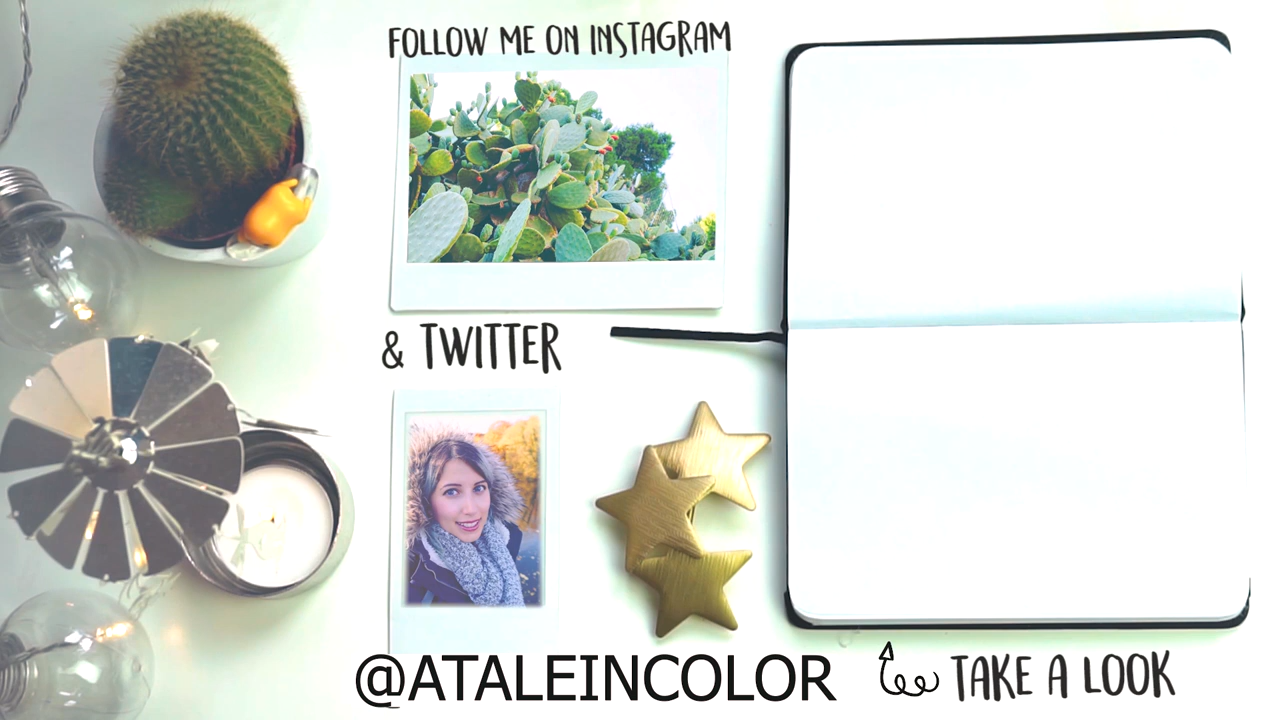 FOLLOW ME ON INSTAGRAM
& TWITTER
@ATALEINCOLOR
TAKE A LOOK